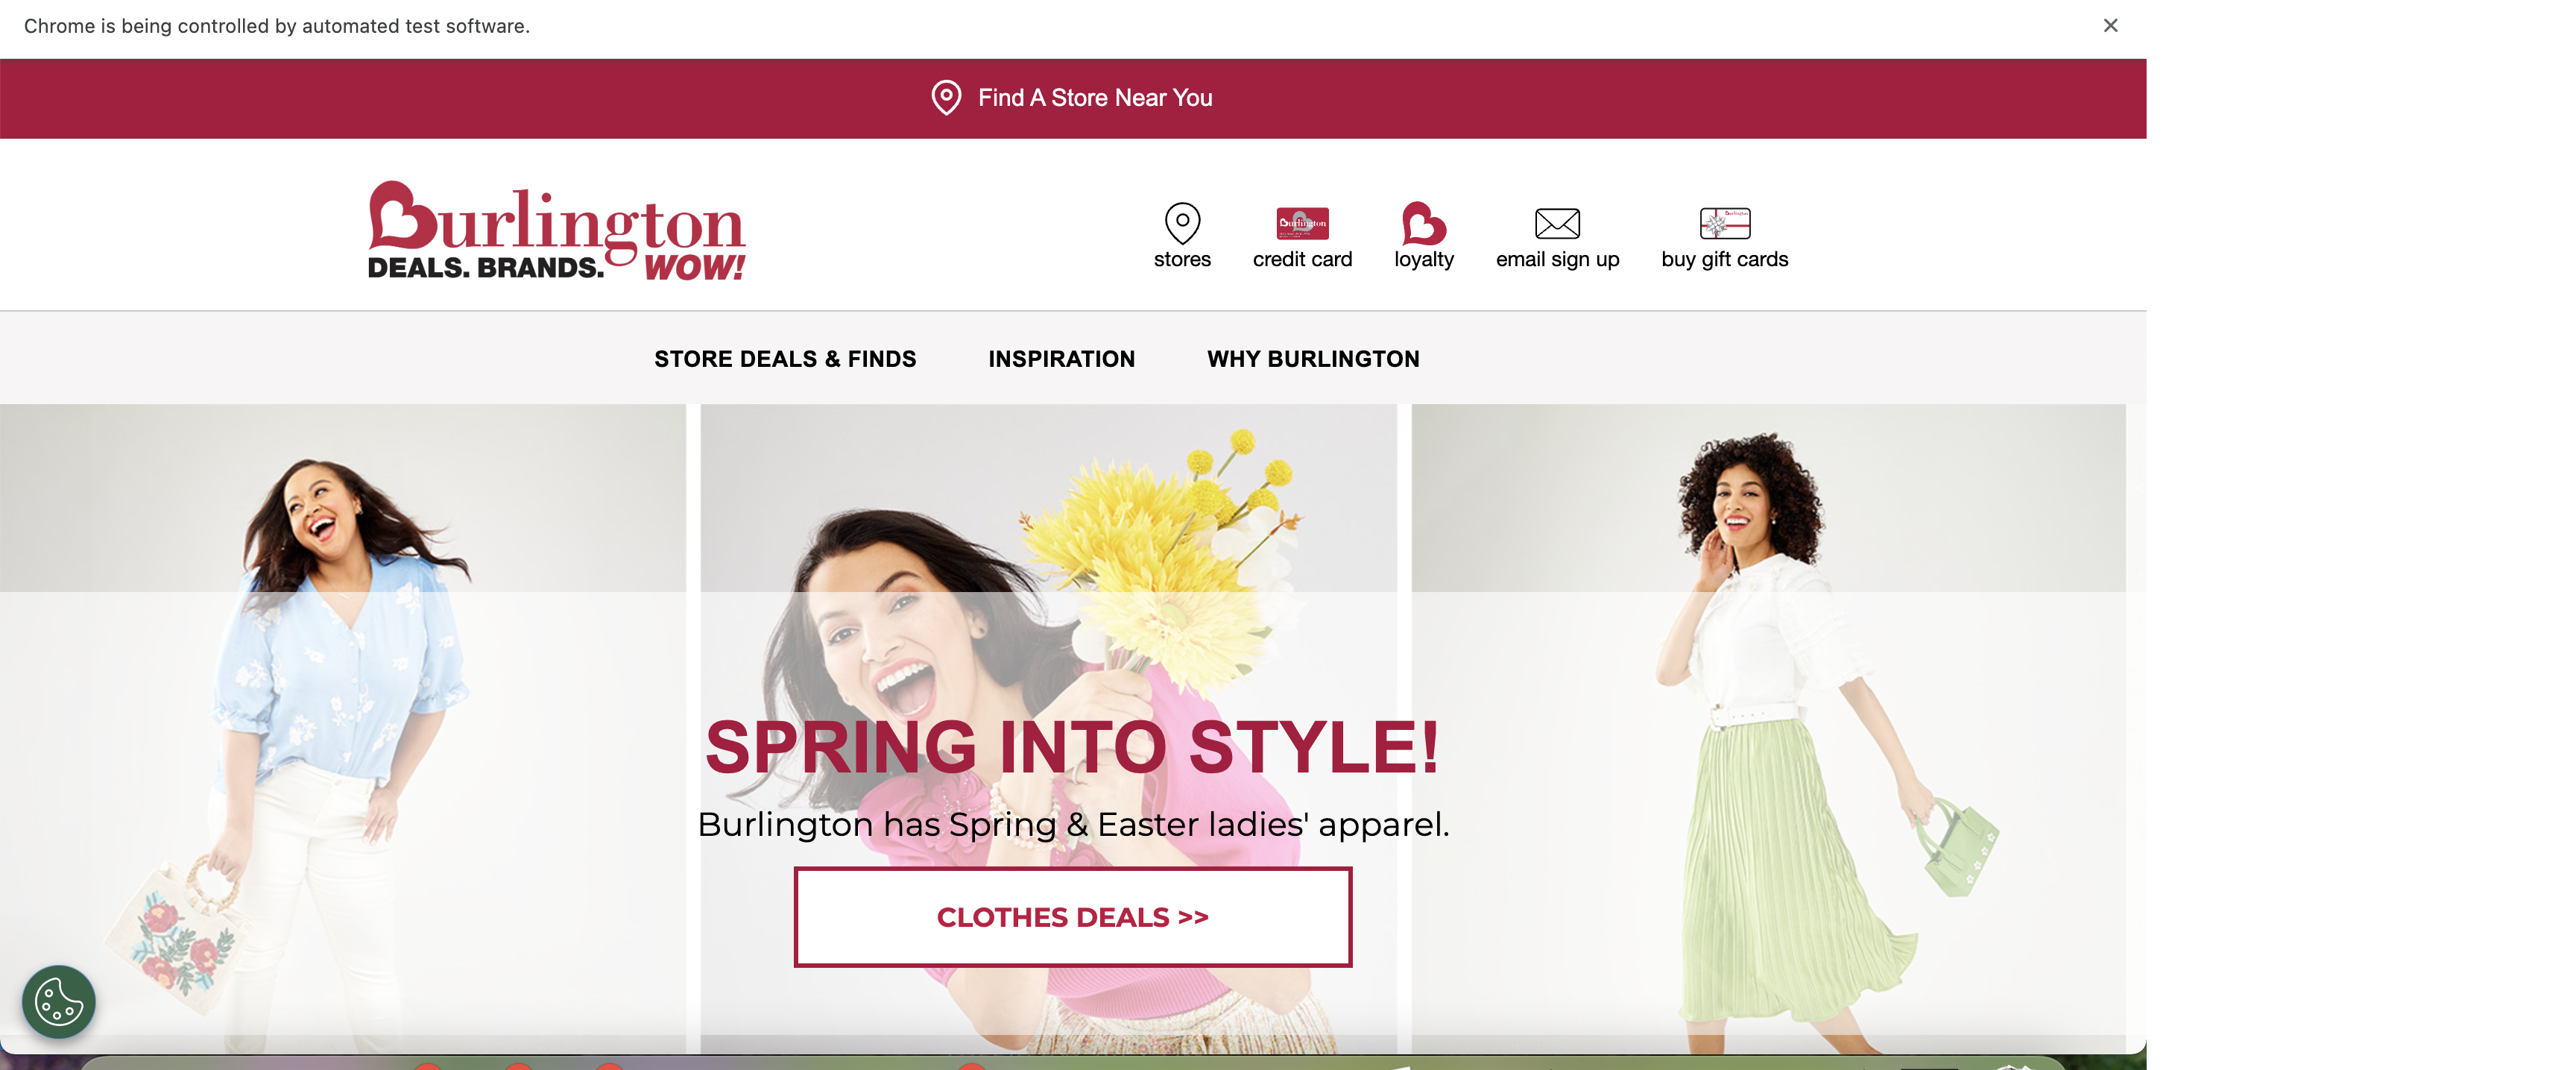 Chrome is being controlled by automated test software.
Find A Store Near You
Burlington
DEALS. BRANDS. WOW!
stores
credit card
loyalty
email sign up
buy gift cards
STORE DEALS & FINDS
INSPIRATION
WHY BURLINGTON
SPRING INTO STYLE!
Burlington has Spring & Easter ladies' apparel.
CLOTHES DEALS >>